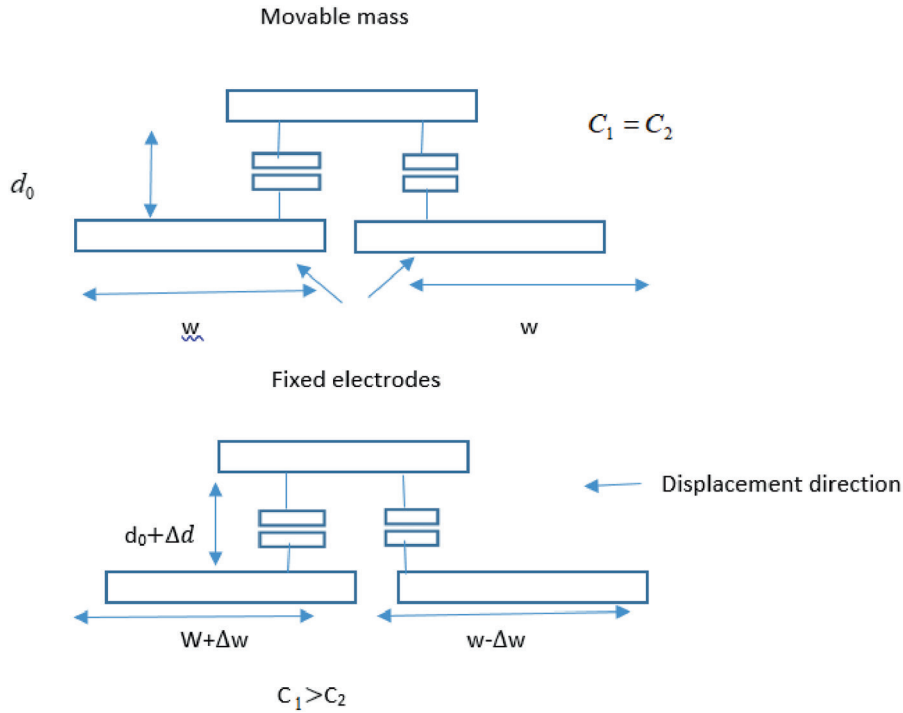 Movable mass
C₁ = C₂
d₀
w
w
Fixed electrodes
Displacement direction
d₀+Δd
W+Δw
w-Δw
C₁>C₂